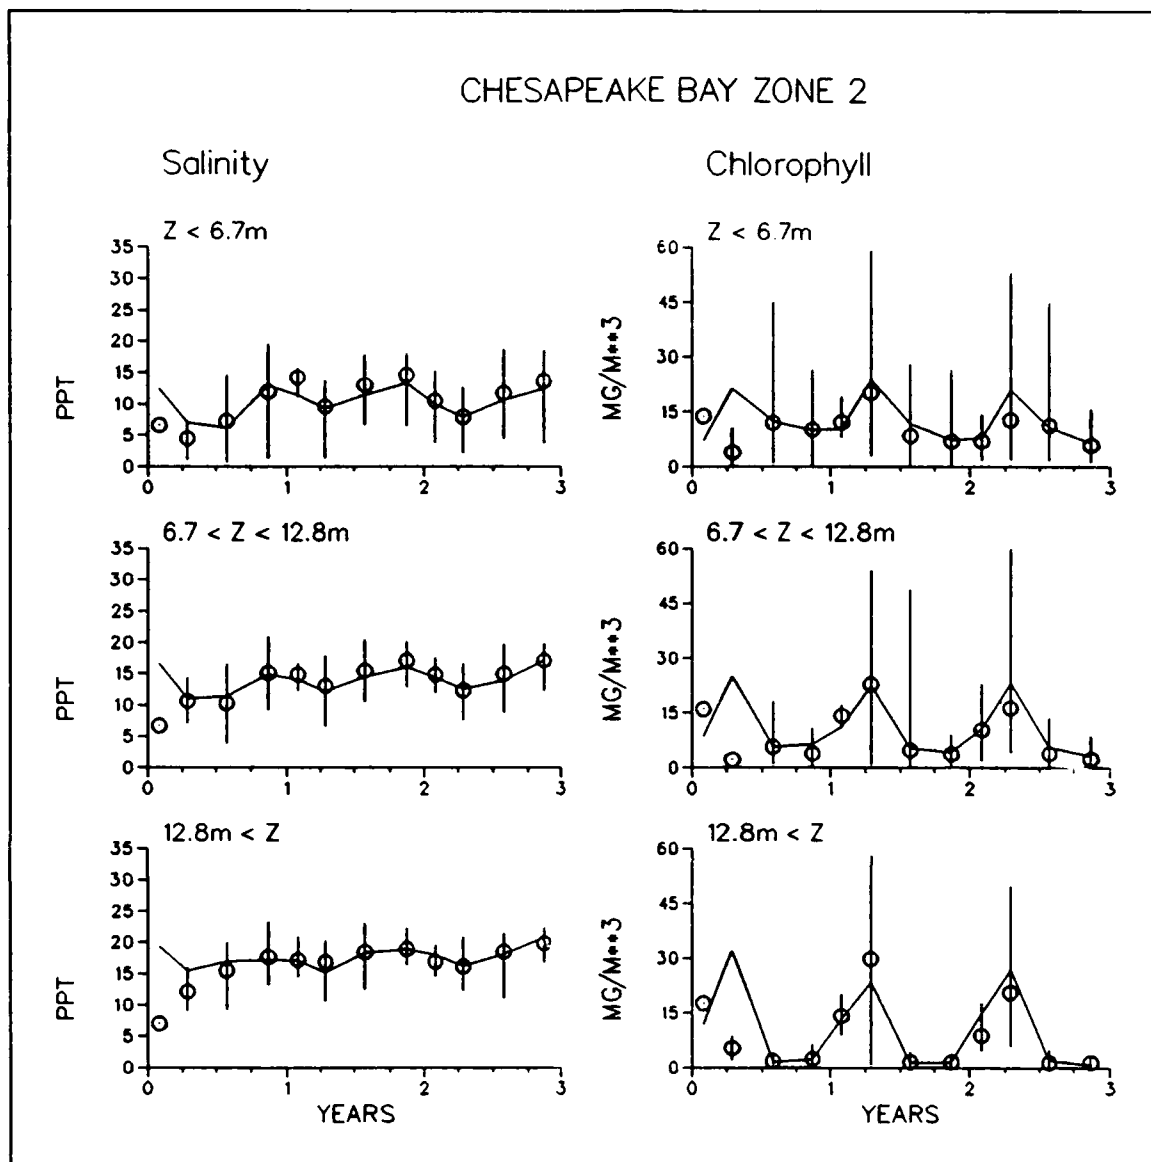 CHESAPEAKE BAY ZONE 2
Salinity
Chlorophyll
Z < 6.7m
35
30
25
20
15
10
5
0
PPT
0 1 2 3
Z < 6.7m
60
45
30
15
0
MG/M**3
0 1 2 3
6.7 < Z < 12.8m
35
30
25
20
15
10
5
0
PPT
0 1 2 3
6.7 < Z < 12.8m
60
45
30
15
0
MG/M**3
0 1 2 3
12.8m < Z
35
30
25
20
15
10
5
0
PPT
0 1 2 3
YEARS
12.8m < Z
60
45
30
15
0
MG/M**3
0 1 2 3
YEARS